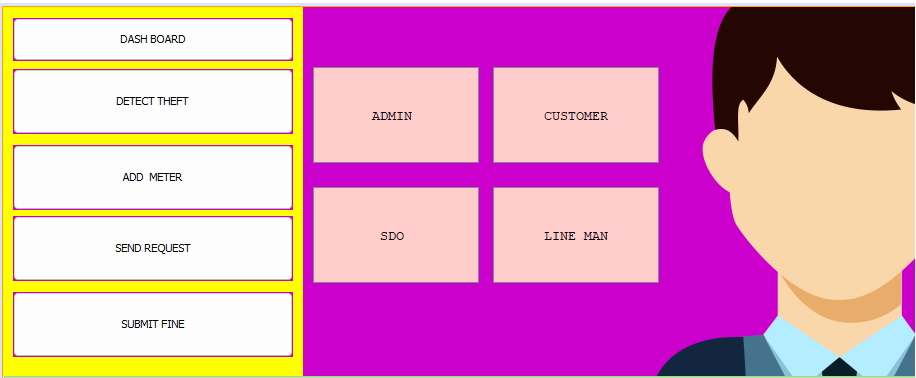 DASH BOARD
DETECT THEFT
ADD  METER
SEND REQUEST
SUBMIT FINE
ADMIN
CUSTOMER
SDO
LINE MAN